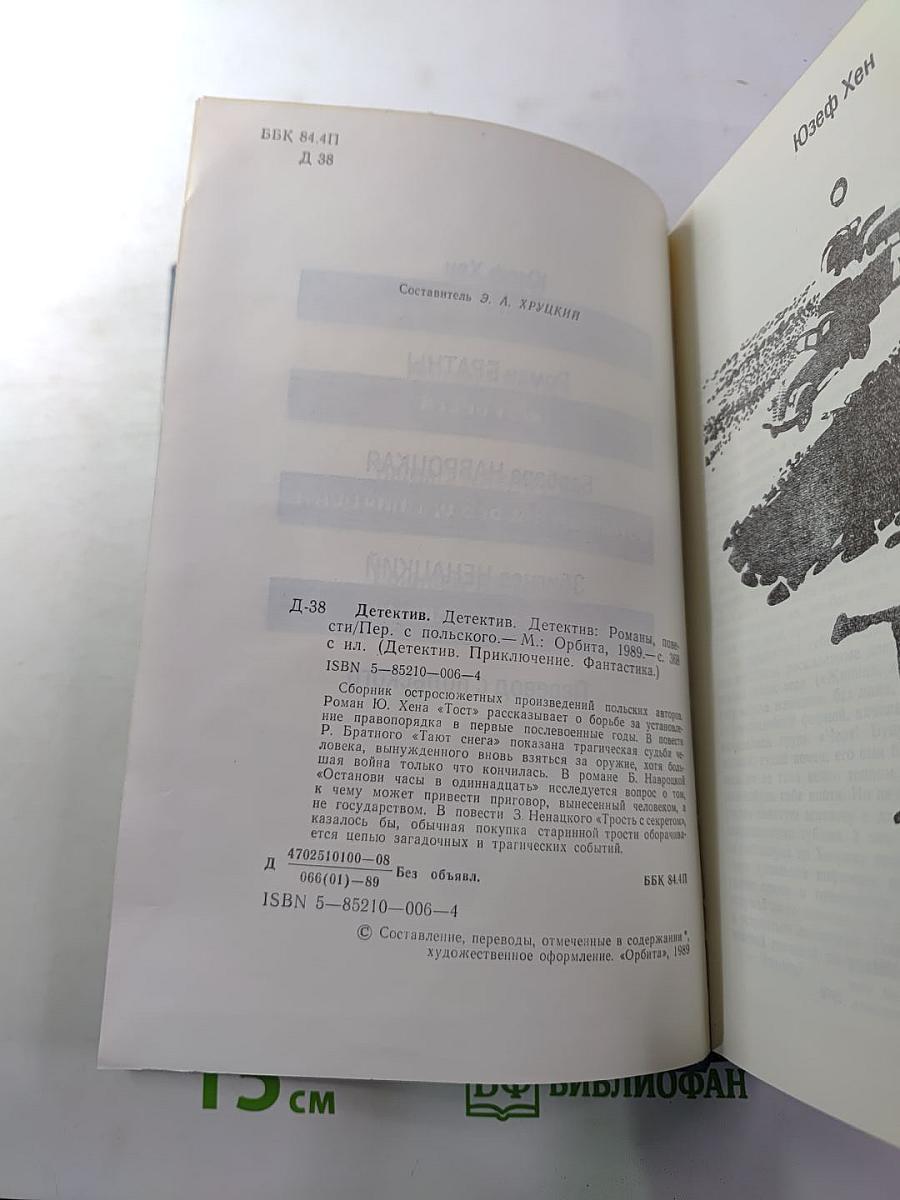 ББК 84.4П
Д 38
Составитель Э. А. ХРУЦКИЙ
Д-38 Детектив. Детектив. Детектив: Романы, пове-
сти/Пер. с польского.— М.: Орбита, 1989.—с. 368
с ил. (Детектив. Приключение. Фантастика.)
ISBN 5—85210—006—4
Сборник остросюжетных произведений польских авторов.
Роман Ю. Хена «Тост» рассказывает о борьбе за установле-
ние правопорядка в первые послевоенные годы. В повести
Р. Братного «Тают снега» показана трагическая судьба че-
ловека, вынужденного вновь взяться за оружие, хотя боль-
шая война только что кончилась. В романе Б. Навроцкой
«Останови часы в одиннадцать» исследуется вопрос о том,
к чему может привести приговор, вынесенный человеком, а
не государством. В повести З. Ненацкого «Трость с секретом»,
казалось бы, обычная покупка старинной трости оборачива-
ется цепью загадочных и трагических событий.
Д 4702510100—08
066(01)—89 Без объявл.
ББК 84.4П
ISBN 5—85210—006—4
© Составление, переводы, отмеченные в содержании*,
художественное оформление. «Орбита», 1989
Юзеф Хен
15 см
БФ БИБЛИОФАН